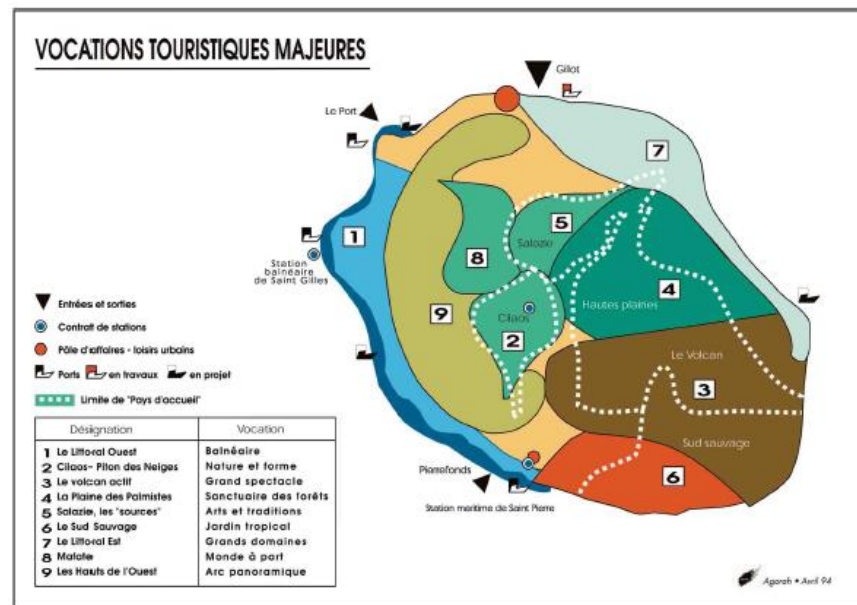 VOCATIONS TOURISTIQUES MAJEURES
Gillot
Le Port
7
1
5
Salazie
Station
balnéaire
de Saint Gilles
8
4
Hautes plaines
Entrées et sorties
9
Cilaos
2
Contrat de stations
Pôle d'affaires - loisirs urbains
Le Volcan
3
Ports en travaux en projet
Limite de "Pays d'accueil"
Sud sauvage
Pierrefonds
6
Station maritime de Saint Pierre
Désignation Vocation
1 Le Littoral Ouest Balnéaire
2 Cilaos- Piton des Neiges Nature et forme
3 Le volcan actif Grand spectacle
4 La Plaine des Palmistes Sanctuaire des forêts
5 Salazie, les "sources" Arts et traditions
6 Le Sud Sauvage Jardin tropical
7 Le Littoral Est Grands domaines
8 Mafate Monde à part
9 Les Hauts de l'Ouest Arc panoramique
Agorah • Avril 94